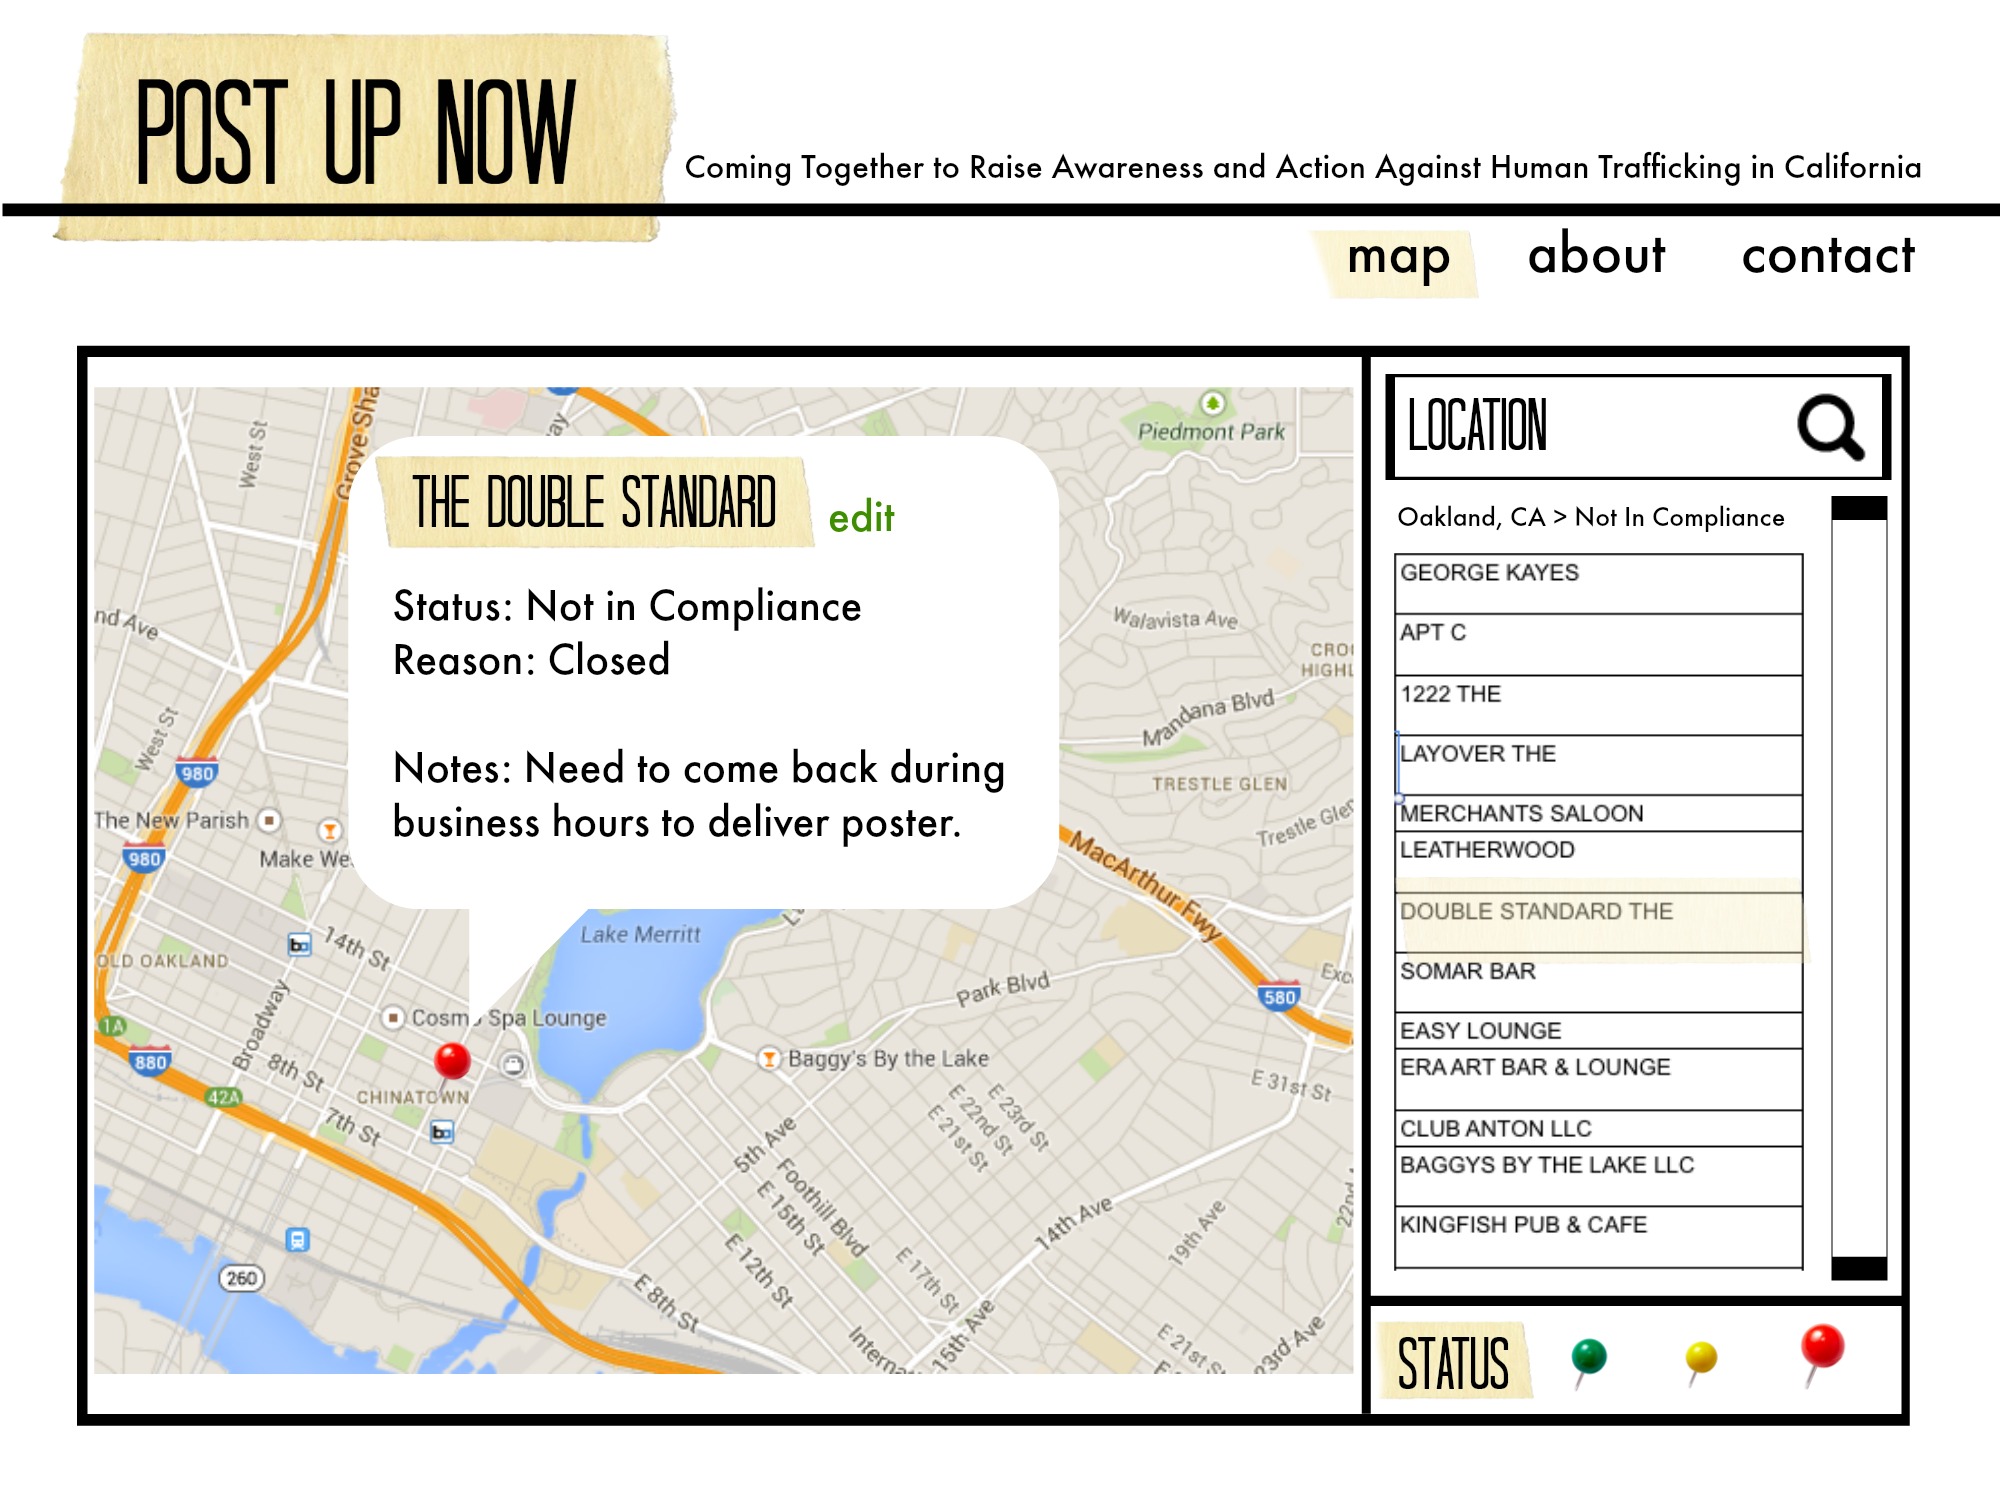 POST UP NOW
Coming Together to Raise Awareness and Action Against Human Trafficking in California
map about contact
THE DOUBLE STANDARD edit
Status: Not in Compliance
Reason: Closed
Notes: Need to come back during
business hours to deliver poster.
West St
Grove Sha
Piedmont Park
nd Ave
West St
Walavista Ave
CRO
HIGHL
Mandana Blvd
TRESTLE GLEN
Trestle Glen
980
The New Parish
980
Make We
MacArthur Fwy
Lake Merritt
14th St
OLD OAKLAND
Broadway
Park Blvd
Exc
580
Cosmo Spa Lounge
1A
880
8th St
42A
CHINATOWN
7th St
Baggy's By the Lake
E 31st St
E 23rd St
E 22nd St
E 21st St
5th Ave
Foothill Blvd
E 15th St
E 12th St
14th Ave
19th Ave
22nd
E 17th St
260
E 8th St
15th Ave
Interna
E 21st St
23rd Ave
LOCATION
Oakland, CA > Not In Compliance
GEORGE KAYES
APT C
1222 THE
LAYOVER THE
MERCHANTS SALOON
LEATHERWOOD
DOUBLE STANDARD THE
SOMAR BAR
EASY LOUNGE
ERA ART BAR & LOUNGE
CLUB ANTON LLC
BAGGYS BY THE LAKE LLC
KINGFISH PUB & CAFE
STATUS